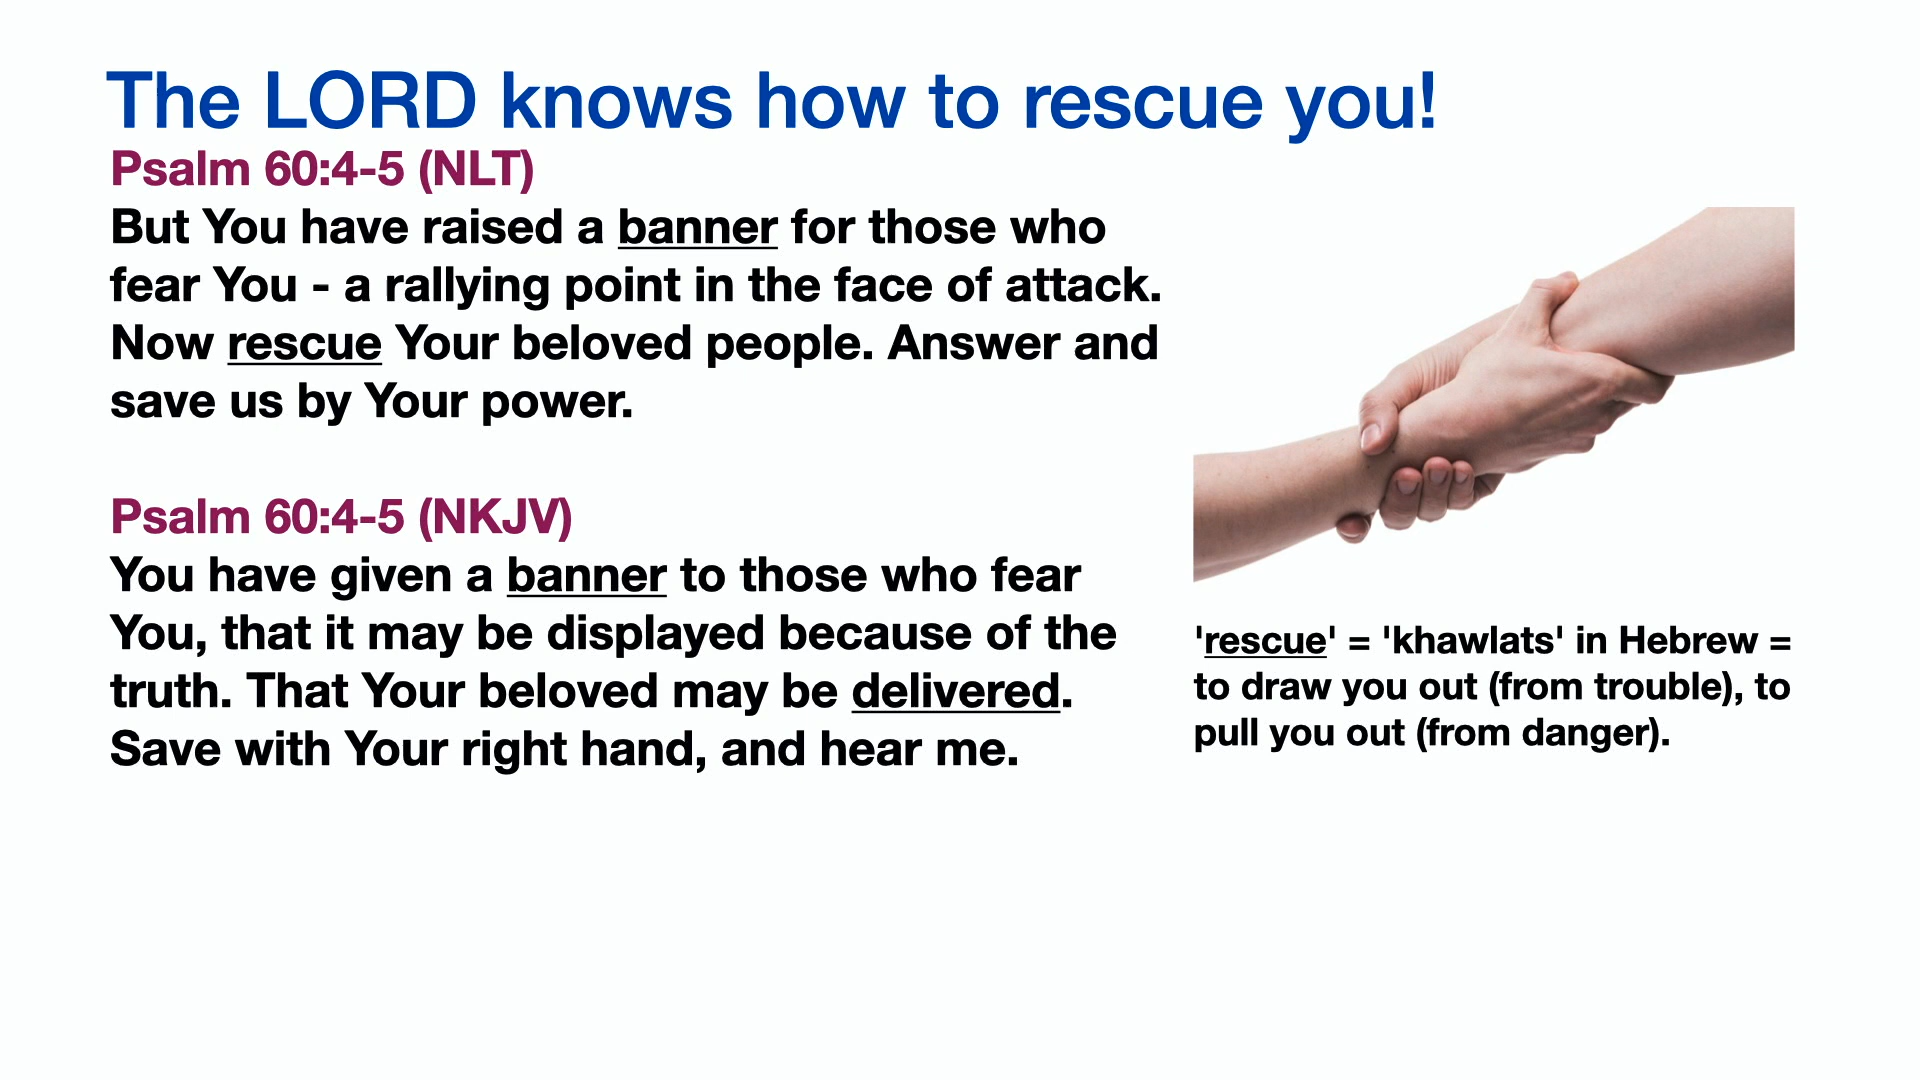 The LORD knows how to rescue you!
Psalm 60:4-5 (NLT)
But You have raised a banner for those who
fear You - a rallying point in the face of attack.
Now rescue Your beloved people. Answer and
save us by Your power.
Psalm 60:4-5 (NKJV)
You have given a banner to those who fear
You, that it may be displayed because of the
truth. That Your beloved may be delivered.
Save with Your right hand, and hear me.
'rescue' = 'khawlats' in Hebrew =
to draw you out (from trouble), to
pull you out (from danger).